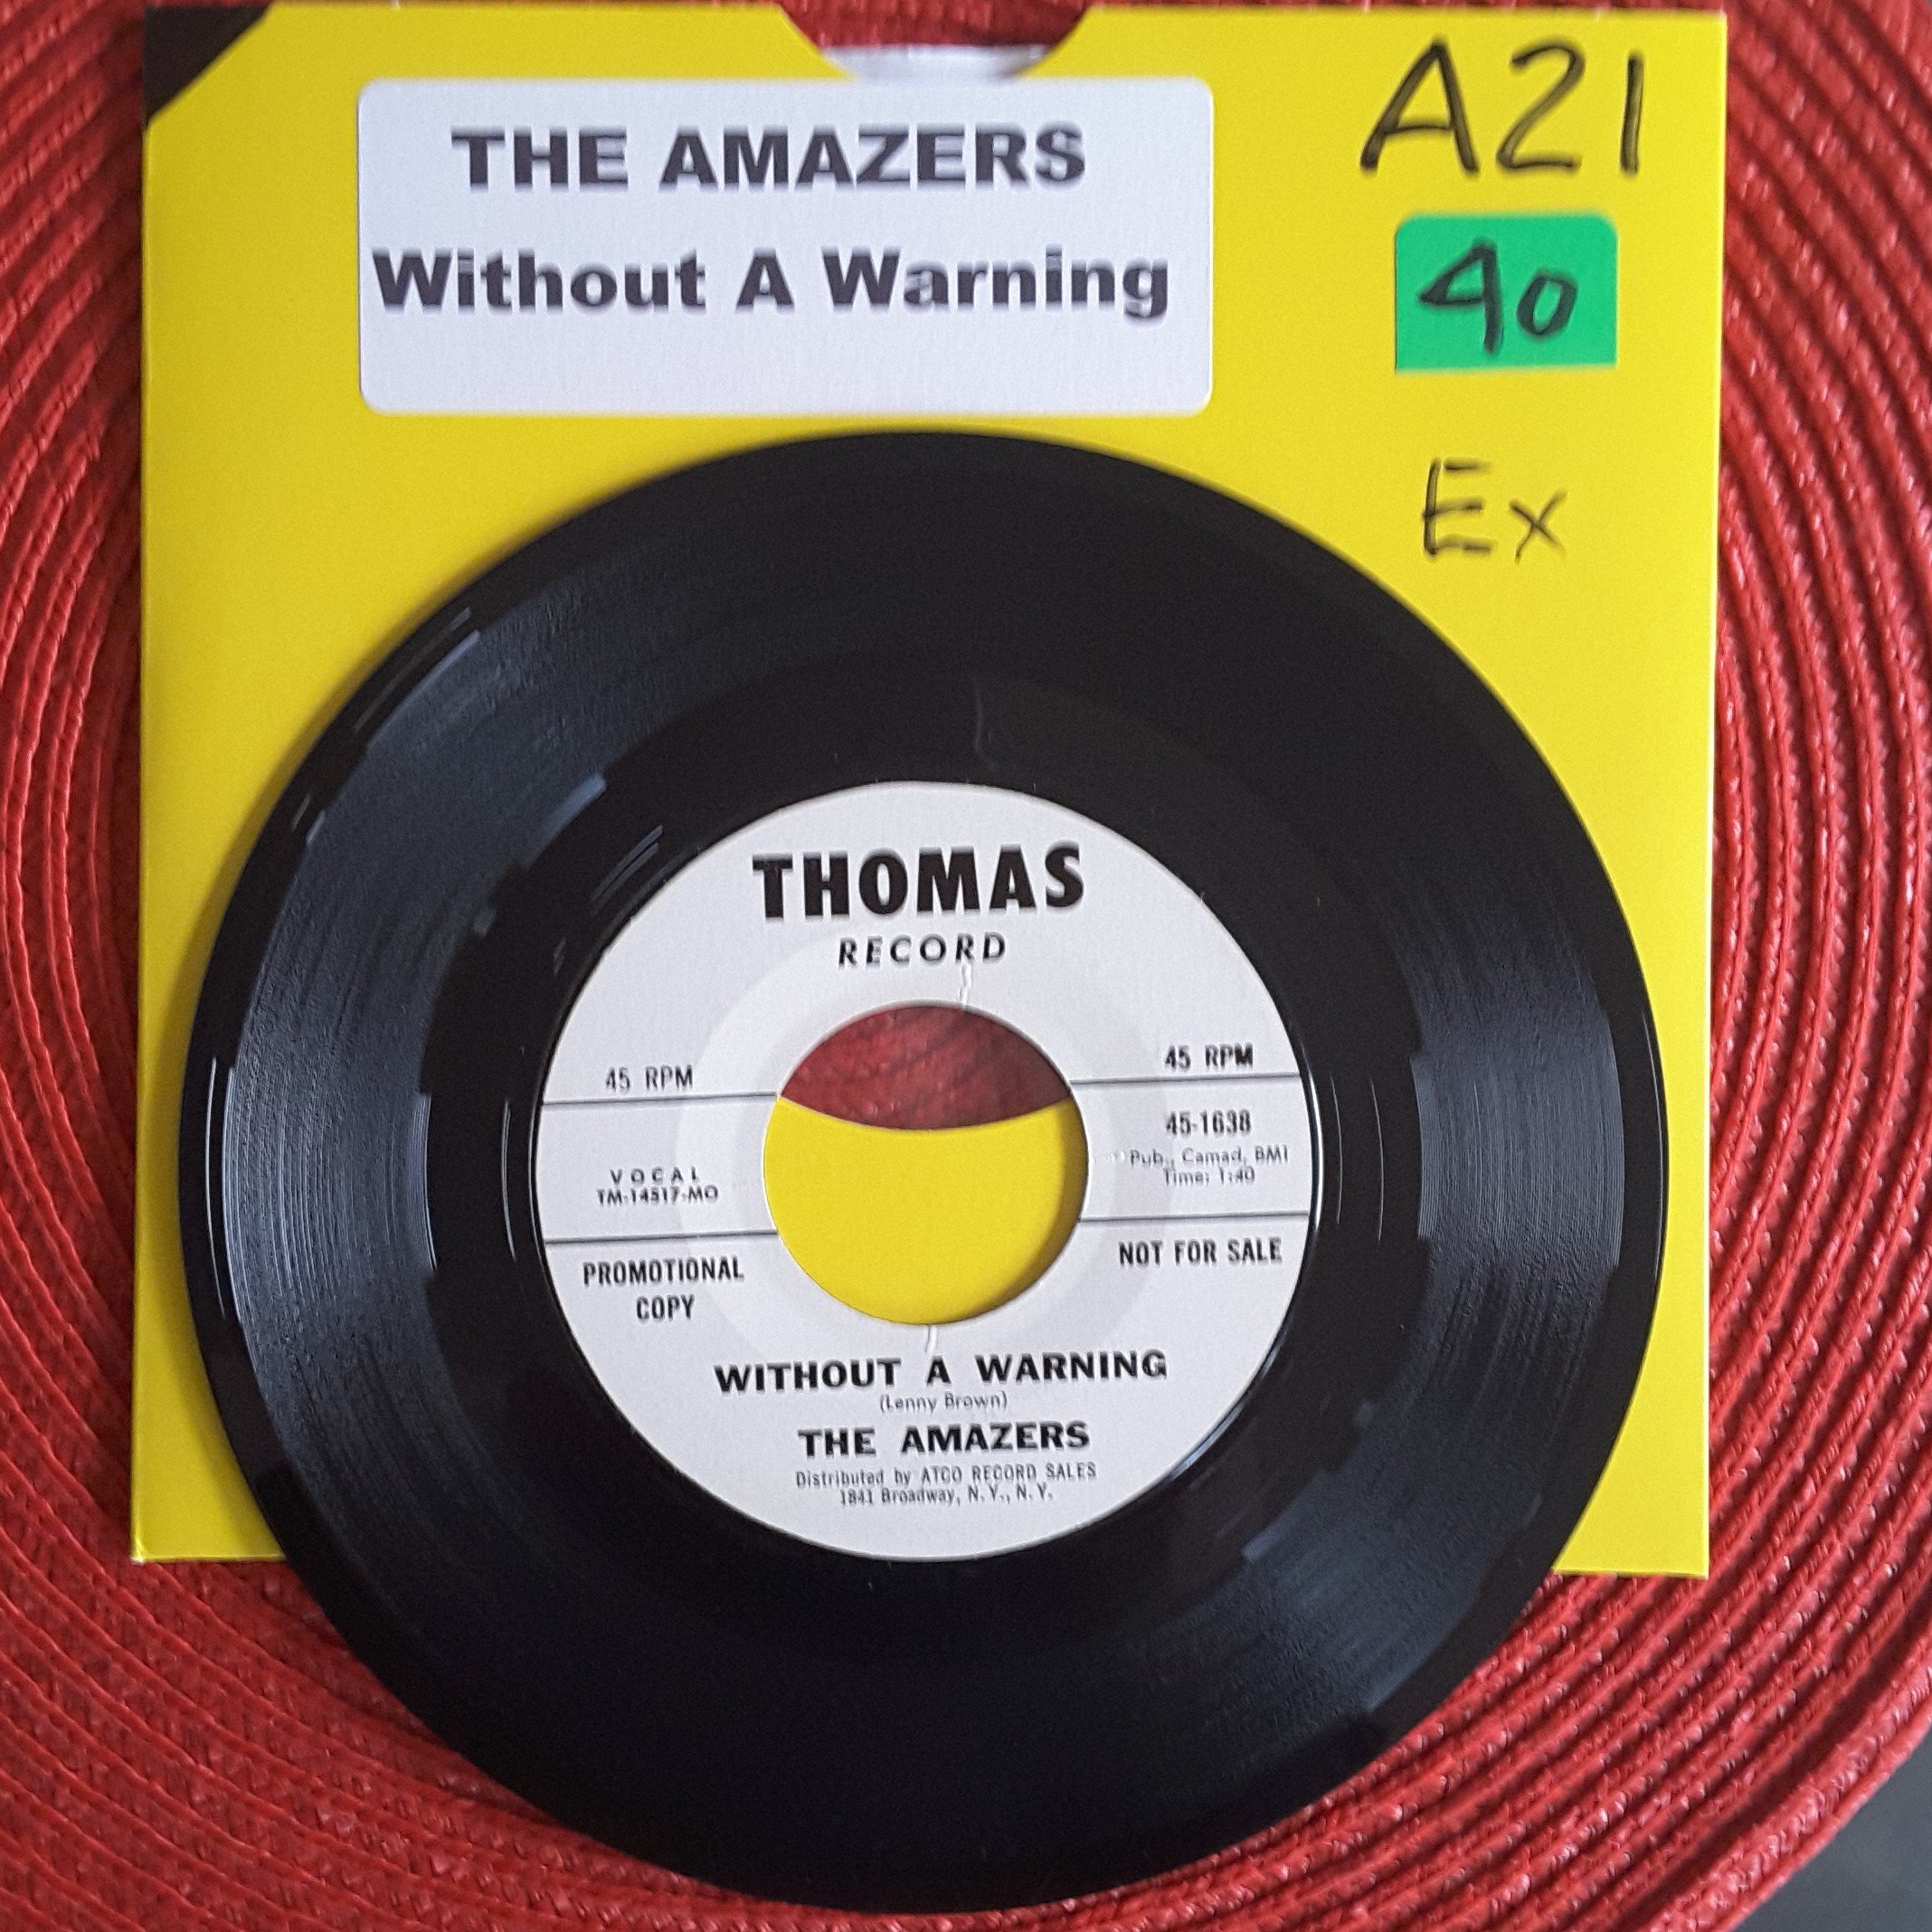 THE AMAZERS
Without A Warning
A21
40
Ex
THOMAS
RECORD
45 RPM
45 RPM
VOCAL
TM-14517-MO
45-1638
Pub., Camad, BMI
Time: 1:40
PROMOTIONAL
COPY
NOT FOR SALE
WITHOUT A WARNING
(Lenny Brown)
THE AMAZERS
Distributed by ATCO RECORD SALES
1841 Broadway, N.Y., N.Y.